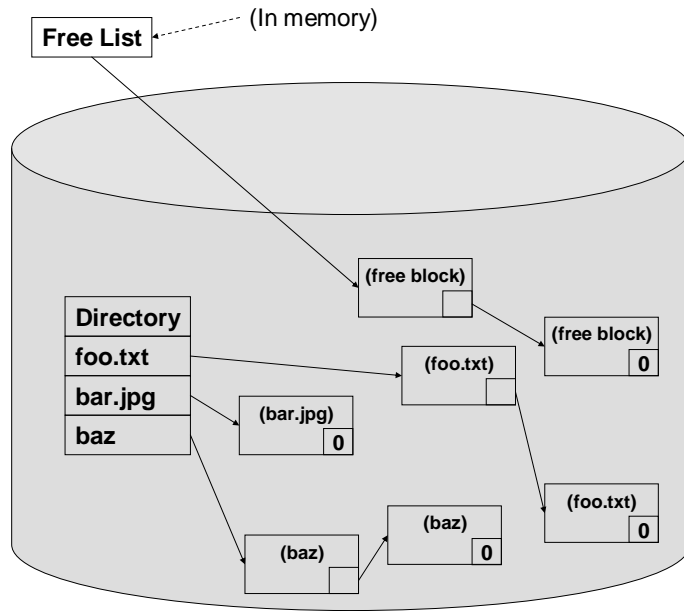 (In memory)
Free List
(free block)
Directory
foo.txt
bar.jpg
baz
(free block)
0
(foo.txt)
(bar.jpg)
0
(foo.txt)
0
(baz)
0
(baz)